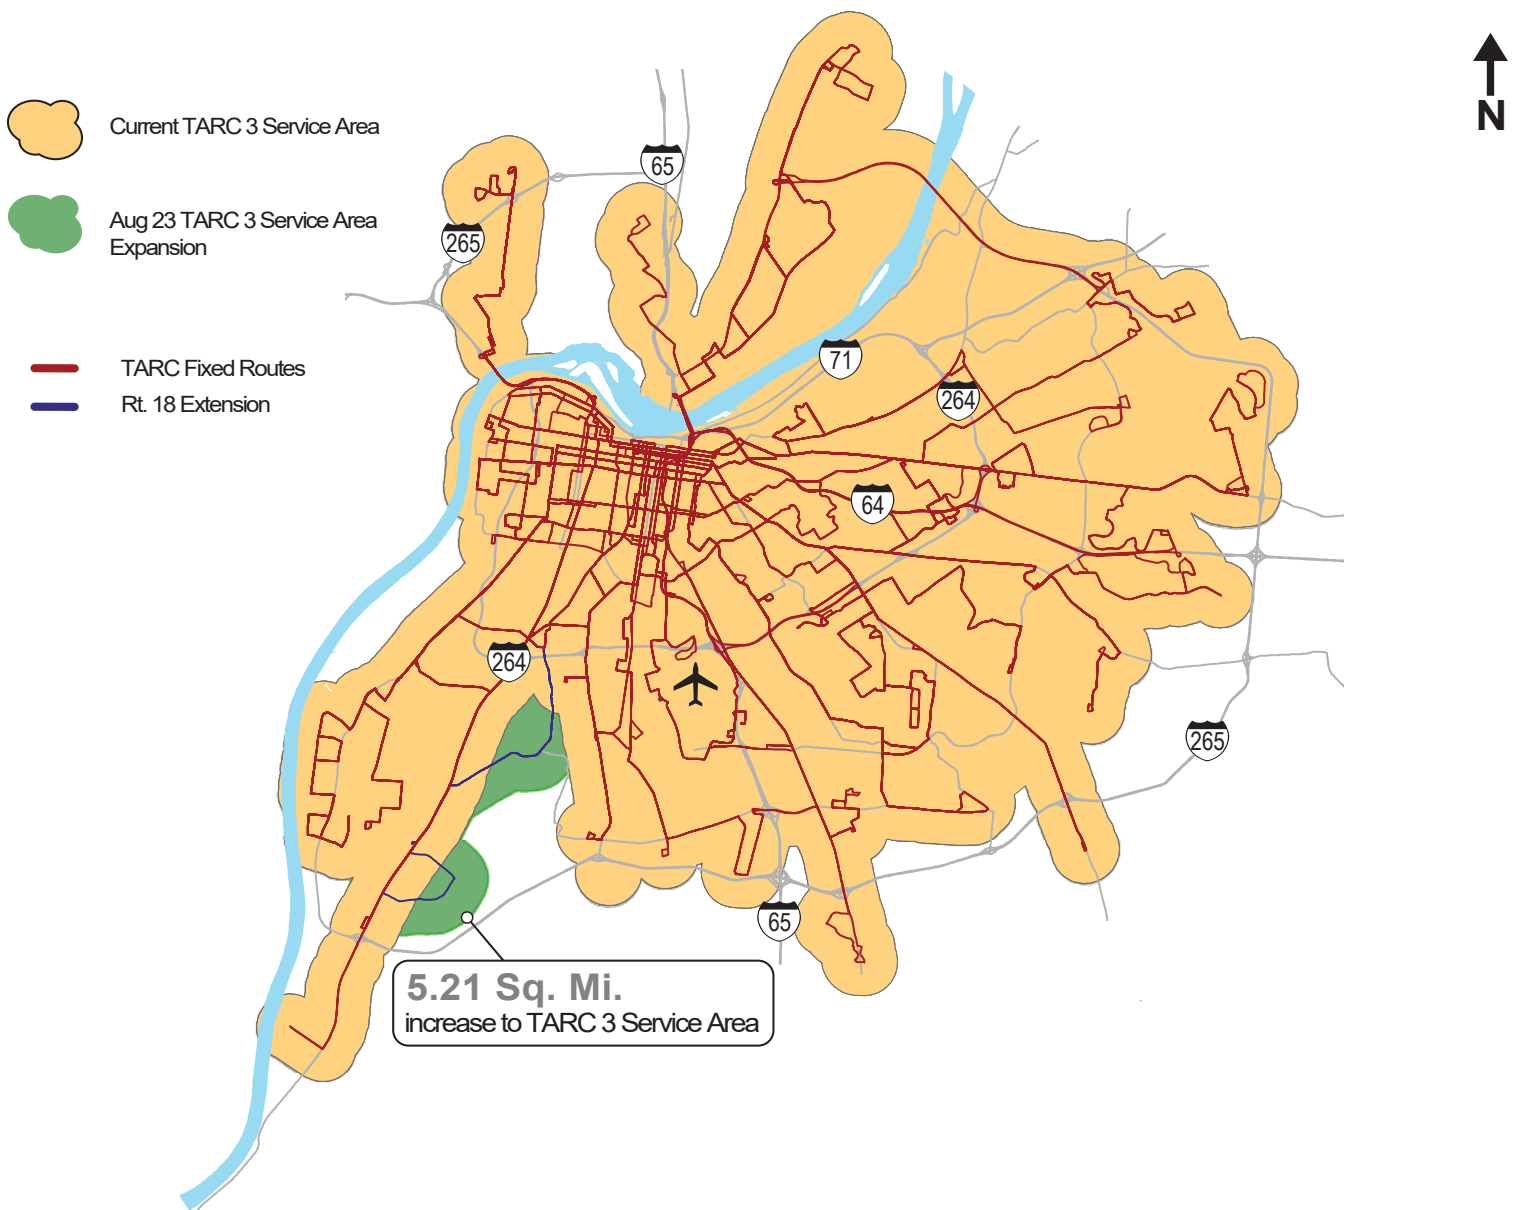 Current TARC 3 Service Area
Aug 23 TARC 3 Service Area
Expansion
TARC Fixed Routes
Rt. 18 Extension
N
65
265
71
264
64
264
265
65
5.21 Sq. Mi.
increase to TARC 3 Service Area